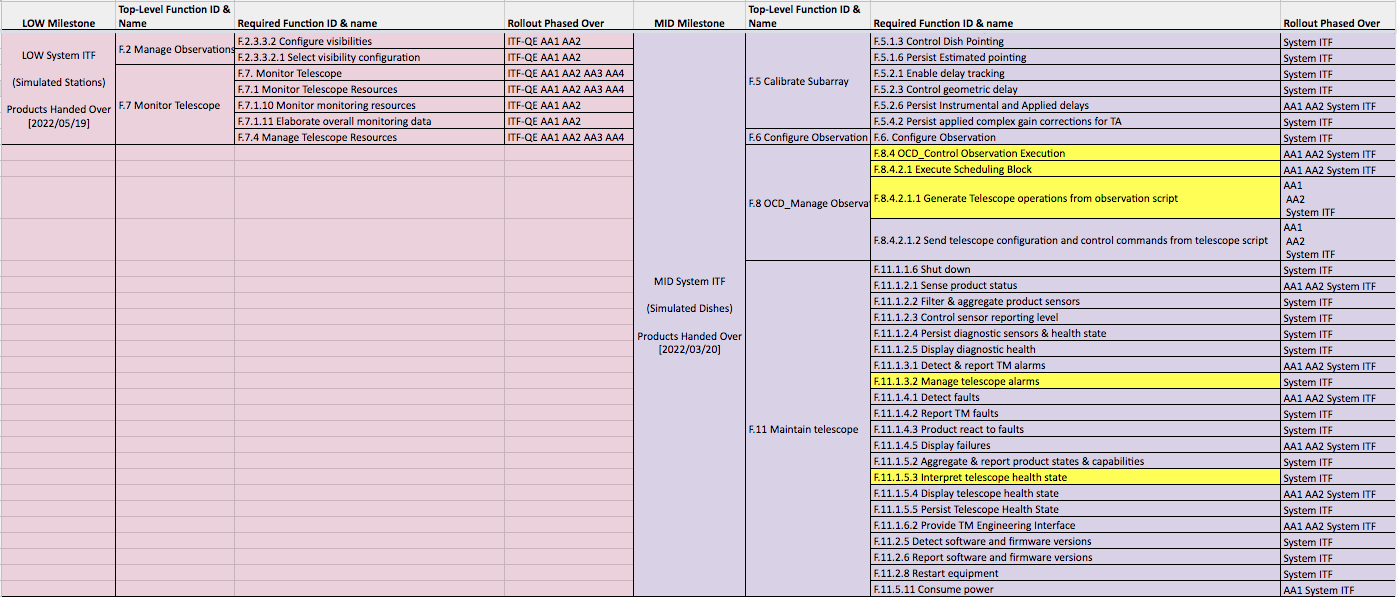 LOW Milestone
Top-Level Function ID &
Name
Required Function ID & name
Rollout Phased Over
MID Milestone
Top-Level Function ID &
Name
Required Function ID & name
Rollout Phased Over
LOW System ITF
(Simulated Stations)
Products Handed Over
[2022/05/19]
F.2 Manage Observations
F.2.3.3.2 Configure visibilities
ITF-QE AA1 AA2
F.2.3.3.2.1 Select visibility configuration
ITF-QE AA1 AA2
F.7 Monitor Telescope
F.7. Monitor Telescope
ITF-QE AA1 AA2 AA3 AA4
F.7.1 Monitor Telescope Resources
ITF-QE AA1 AA2 AA3 AA4
F.7.1.10 Monitor monitoring resources
ITF-QE AA1 AA2
F.7.1.11 Elaborate overall monitoring data
ITF-QE AA1 AA2
F.7.4 Manage Telescope Resources
ITF-QE AA1 AA2 AA3 AA4
MID System ITF
(Simulated Dishes)
Products Handed Over
[2022/03/20]
F.5 Calibrate Subarray
F.5.1.3 Control Dish Pointing
System ITF
F.5.1.6 Persist Estimated pointing
System ITF
F.5.2.1 Enable delay tracking
System ITF
F.5.2.3 Control geometric delay
System ITF
F.5.2.6 Persist Instrumental and Applied delays
AA1 AA2 System ITF
F.5.4.2 Persist applied complex gain corrections for TA
System ITF
F.6 Configure Observation
F.6. Configure Observation
System ITF
F.8 OCD_Manage Observa
F.8.4 OCD_Control Observation Execution
AA1 AA2 System ITF
F.8.4.2.1 Execute Scheduling Block
AA1 AA2 System ITF
F.8.4.2.1.1 Generate Telescope operations from observation script
AA1
AA2
System ITF
F.8.4.2.1.2 Send telescope configuration and control commands from telescope script
AA1
AA2
System ITF
F.11 Maintain telescope
F.11.1.1.6 Shut down
System ITF
F.11.1.2.1 Sense product status
AA1 AA2 System ITF
F.11.1.2.2 Filter & aggregate product sensors
System ITF
F.11.1.2.3 Control sensor reporting level
System ITF
F.11.1.2.4 Persist diagnostic sensors & health state
System ITF
F.11.1.2.5 Display diagnostic health
System ITF
F.11.1.3.1 Detect & report TM alarms
AA1 AA2 System ITF
F.11.1.3.2 Manage telescope alarms
System ITF
F.11.1.4.1 Detect faults
AA1 AA2 System ITF
F.11.1.4.2 Report TM faults
System ITF
F.11.1.4.3 Product react to faults
System ITF
F.11.1.4.5 Display failures
AA1 AA2 System ITF
F.11.1.5.2 Aggregate & report product states & capabilities
System ITF
F.11.1.5.3 Interpret telescope health state
System ITF
F.11.1.5.4 Display telescope health state
AA1 AA2 System ITF
F.11.1.5.5 Persist Telescope Health State
System ITF
F.11.1.6.2 Provide TM Engineering Interface
AA1 AA2 System ITF
F.11.2.5 Detect software and firmware versions
System ITF
F.11.2.6 Report software and firmware versions
System ITF
F.11.2.8 Restart equipment
System ITF
F.11.5.11 Consume power
AA1 System ITF